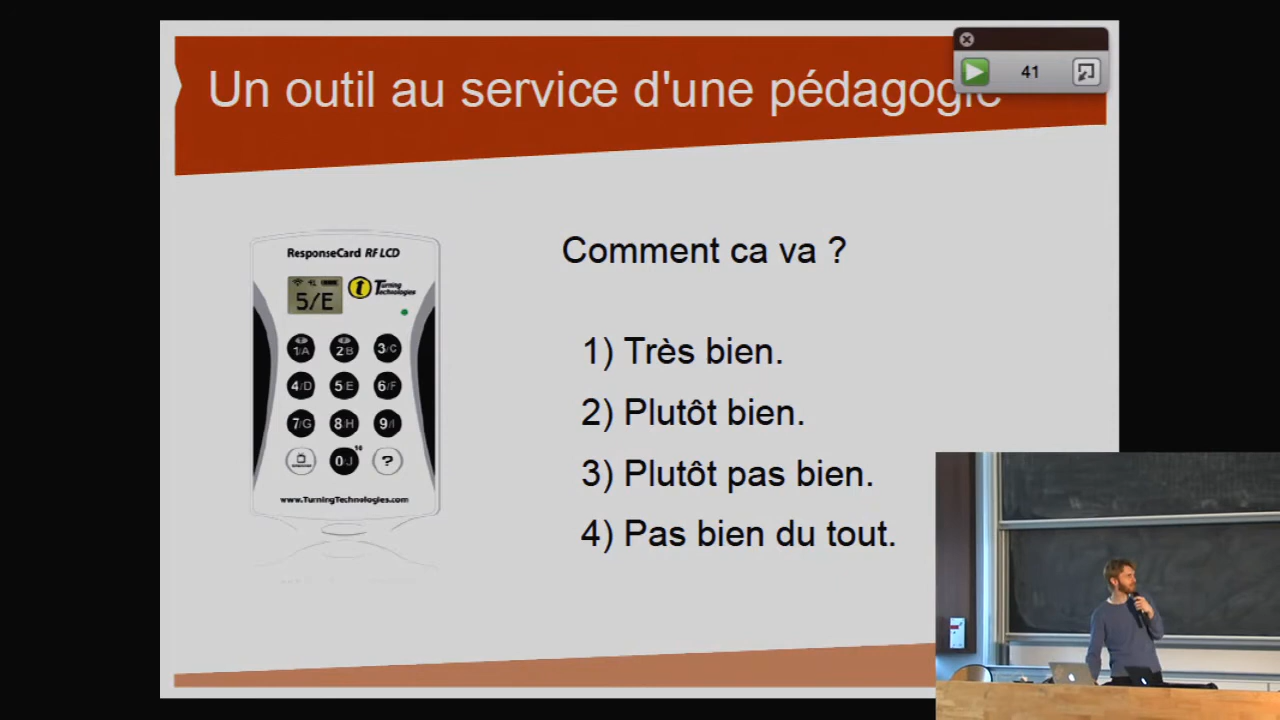 Un outil au service d'une pédagogie
41
ResponseCard RF LCD
5/E
Turning
Technologies
1/A 2/B 3/C
4/D 5/E 6/F
7/G 8/H 9/I
0/J ?
www.TurningTechnologies.com
Comment ca va ?
1) Très bien.
2) Plutôt bien.
3) Plutôt pas bien.
4) Pas bien du tout.